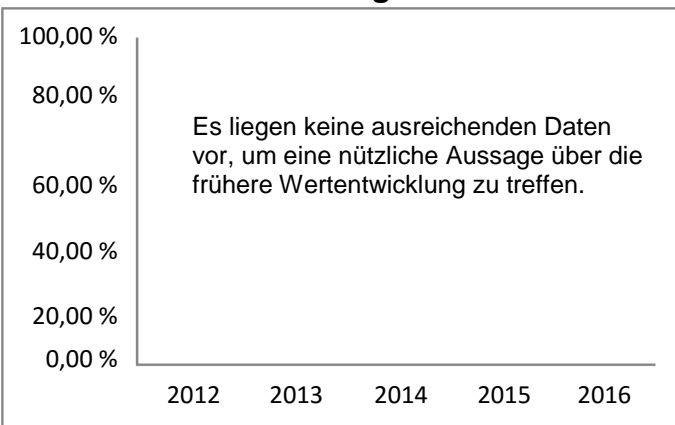 100,00 %
80,00 %
Es liegen keine ausreichenden Daten
vor, um eine nützliche Aussage über die
frühere Wertentwicklung zu treffen.
60,00 %
40,00 %
20,00 %
0,00 %
2012 2013 2014 2015 2016